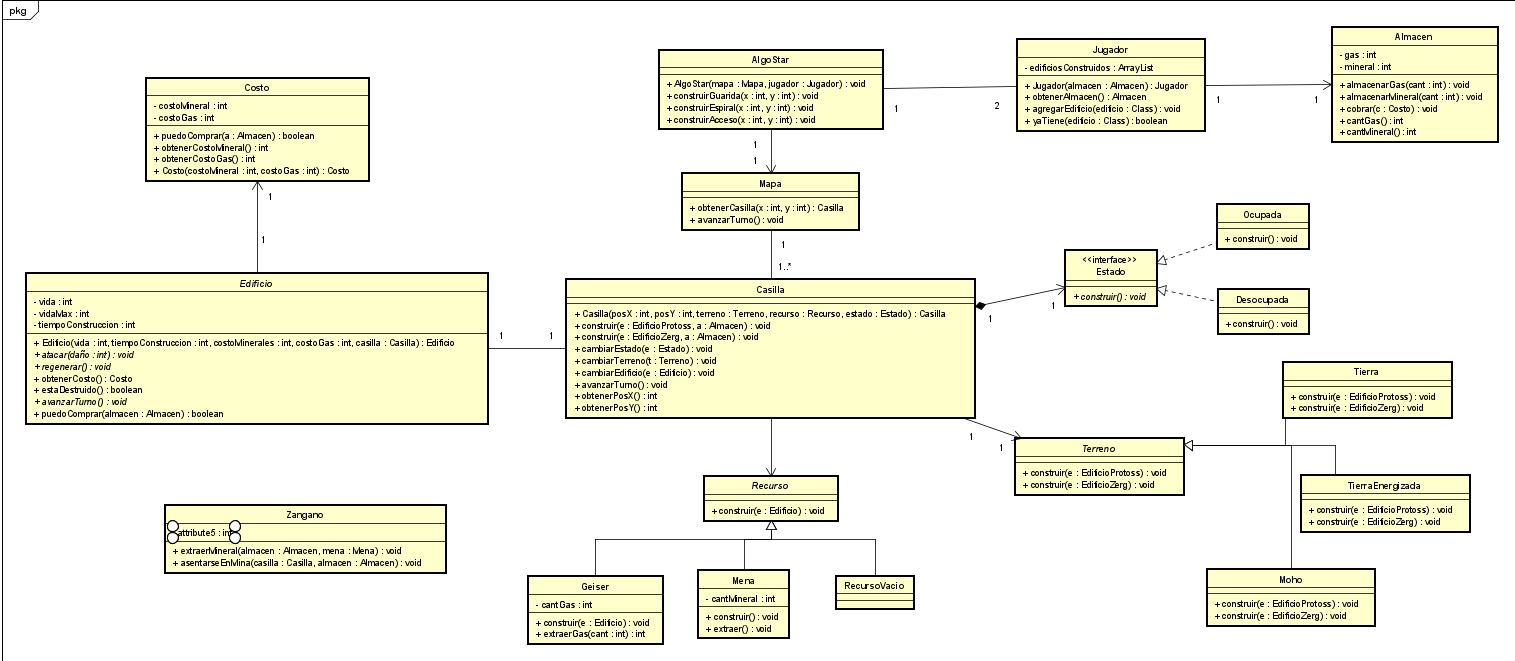 pkg
Costo
- costoMineral : int
- costoGas : int
+ puedoComprar(a : Almacen) : boolean
+ obtenerCostoMineral() : int
+ obtenerCostoGas() : int
+ Costo(costoMineral : int, costoGas : int) : Costo
AlgoStar
+ AlgoStar(mapa : Mapa, jugador : Jugador) : void
+ construirGuarida(x : int, y : int) : void
+ construirEspiral(x : int, y : int) : void
+ construirAcceso(x : int, y : int) : void
1
2
Jugador
- edificiosConstruidos : ArrayList
+ Jugador(almacen : Almacen) : Jugador
+ obtenerAlmacen() : Almacen
+ agregarEdificio(edificio : Class) : void
+ yaTiene(edificio : Class) : boolean
1
1
Almacen
- gas : int
- mineral : int
+ almacenarGas(cant : int) : void
+ almacenarMineral(cant : int) : void
+ cobrar(c : Costo) : void
+ cantGas() : int
+ cantMineral() : int
1
1
Mapa
+ obtenerCasilla(x : int, y : int) : Casilla
+ avanzarTurno() : void
1
1..*
1
1
Edificio
- vida : int
- vidaMax : int
- tiempoConstruccion : int
+ Edificio(vida : int, tiempoConstruccion : int, costoMinerales : int, costoGas : int, casilla : Casilla) : Edificio
+ atacar(daño : int) : void
+ regenerar() : void
+ obtenerCosto() : Costo
+ estaDestruido() : boolean
+ avanzarTurno() : void
+ puedoComprar(almacen : Almacen) : boolean
1
1
Casilla
+ Casilla(posX : int, posY : int, terreno : Terreno, recurso : Recurso, estado : Estado) : Casilla
+ construir(e : EdificioProtoss, a : Almacen) : void
+ construir(e : EdificioZerg, a : Almacen) : void
+ cambiarEstado(e : Estado) : void
+ cambiarTerreno(t : Terreno) : void
+ cambiarEdificio(e : Edificio) : void
+ avanzarTurno() : void
+ obtenerPosX() : int
+ obtenerPosY() : int
1
1
<<interface>>
Estado
+ construir() : void
Ocupada
+ construir() : void
Desocupada
+ construir() : void
1
1
Terreno
+ construir(e : EdificioProtoss) : void
+ construir(e : EdificioZerg) : void
Tierra
+ construir(e : EdificioProtoss) : void
+ construir(e : EdificioZerg) : void
TierraEnergizada
+ construir(e : EdificioProtoss) : void
+ construir(e : EdificioZerg) : void
Moho
+ construir(e : EdificioProtoss) : void
+ construir(e : EdificioZerg) : void
Recurso
+ construir(e : Edificio) : void
Zangano
attribute5 : int
+ extraerMineral(almacen : Almacen, mena : Mena) : void
+ asentarseEnMina(casilla : Casilla, almacen : Almacen) : void
Geiser
- cantGas : int
+ construir(e : Edificio) : void
+ extraerGas(cant : int) : int
Mena
- cantMineral : int
+ construir() : void
+ extraer() : void
RecursoVacio